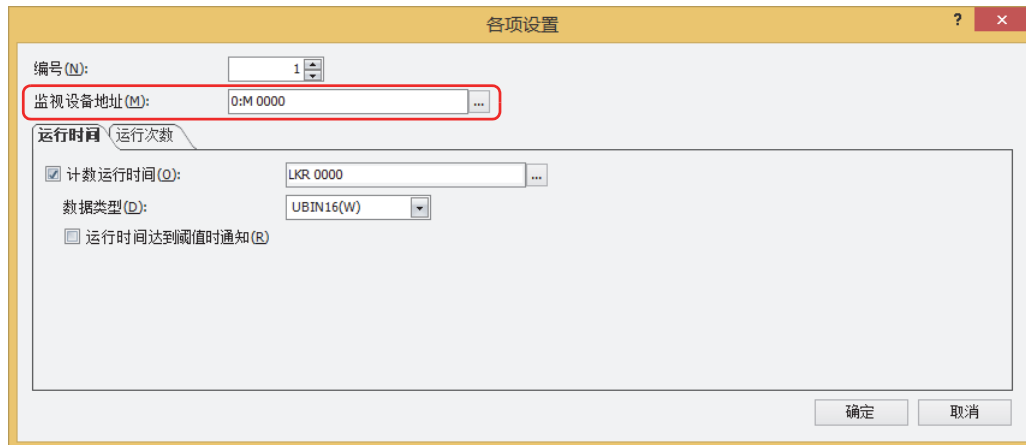 各项设置
? ×
编号(N): 1
监视设备地址(M): 0:M 0000 ...
运行时间 运行次数
计数运行时间(O): LKR 0000 ...
数据类型(D): UBIN16(W)
运行时间达到阈值时通知(R)
确定 取消